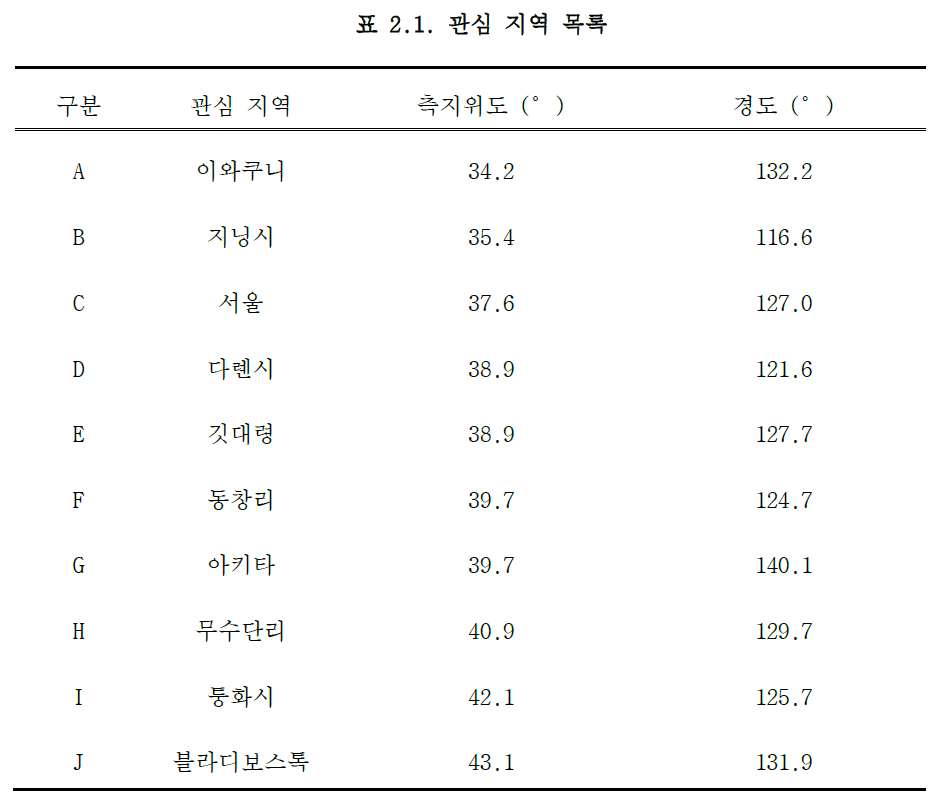 표 2.1. 관심 지역 목록
구분 관심 지역 측지위도 (° ) 경도 (° )
A 이와쿠니 34.2 132.2
B 지닝시 35.4 116.6
C 서울 37.6 127.0
D 다롄시 38.9 121.6
E 깃대령 38.9 127.7
F 동창리 39.7 124.7
G 아키타 39.7 140.1
H 무수단리 40.9 129.7
I 퉁화시 42.1 125.7
J 블라디보스톡 43.1 131.9